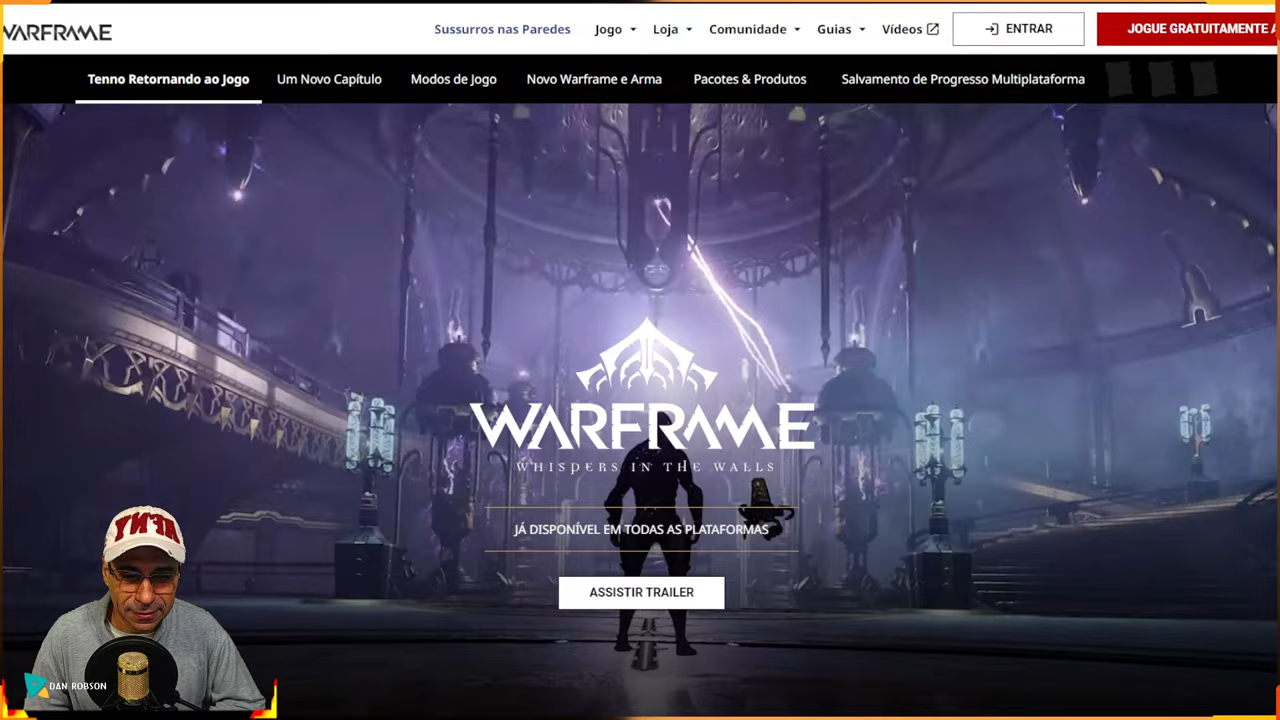 WARFRAME
Sussurros nas Paredes
Jogo
Loja
Comunidade
Guias
Vídeos
ENTRAR
JOGUE GRATUITAMENTE A
Tenno Retornando ao Jogo
Um Novo Capítulo
Modos de Jogo
Novo Warframe e Arma
Pacotes & Produtos
Salvamento de Progresso Multiplataforma
WARFRAME
WHISPERS IN THE WALLS
JÁ DISPONÍVEL EM TODAS AS PLATAFORMAS
ASSISTIR TRAILER
DAN ROBSON